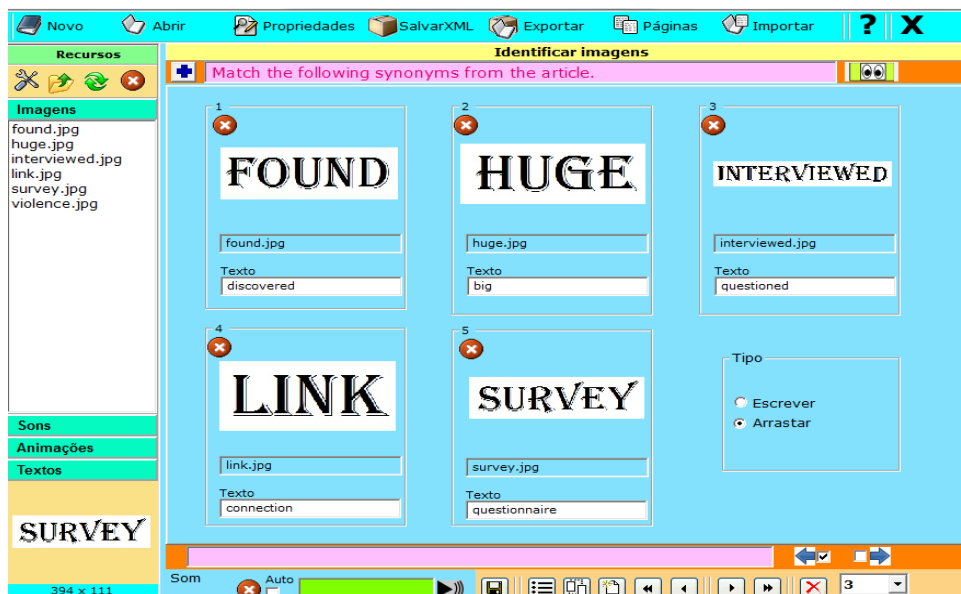 Novo Abrir Propriedades SalvarXML Exportar Páginas Importar ? X
Recursos
Identificar imagens
Match the following synonyms from the article.
Imagens
found.jpg
huge.jpg
interviewed.jpg
link.jpg
survey.jpg
violence.jpg
Sons
Animações
Textos
SURVEY
394 x 111
1
FOUND
found.jpg
Texto
discovered
2
HUGE
huge.jpg
Texto
big
3
INTERVIEWED
interviewed.jpg
Texto
questioned
4
LINK
link.jpg
Texto
connection
5
SURVEY
survey.jpg
Texto
questionnaire
Tipo
Escrever
Arrastar
Som Auto 3